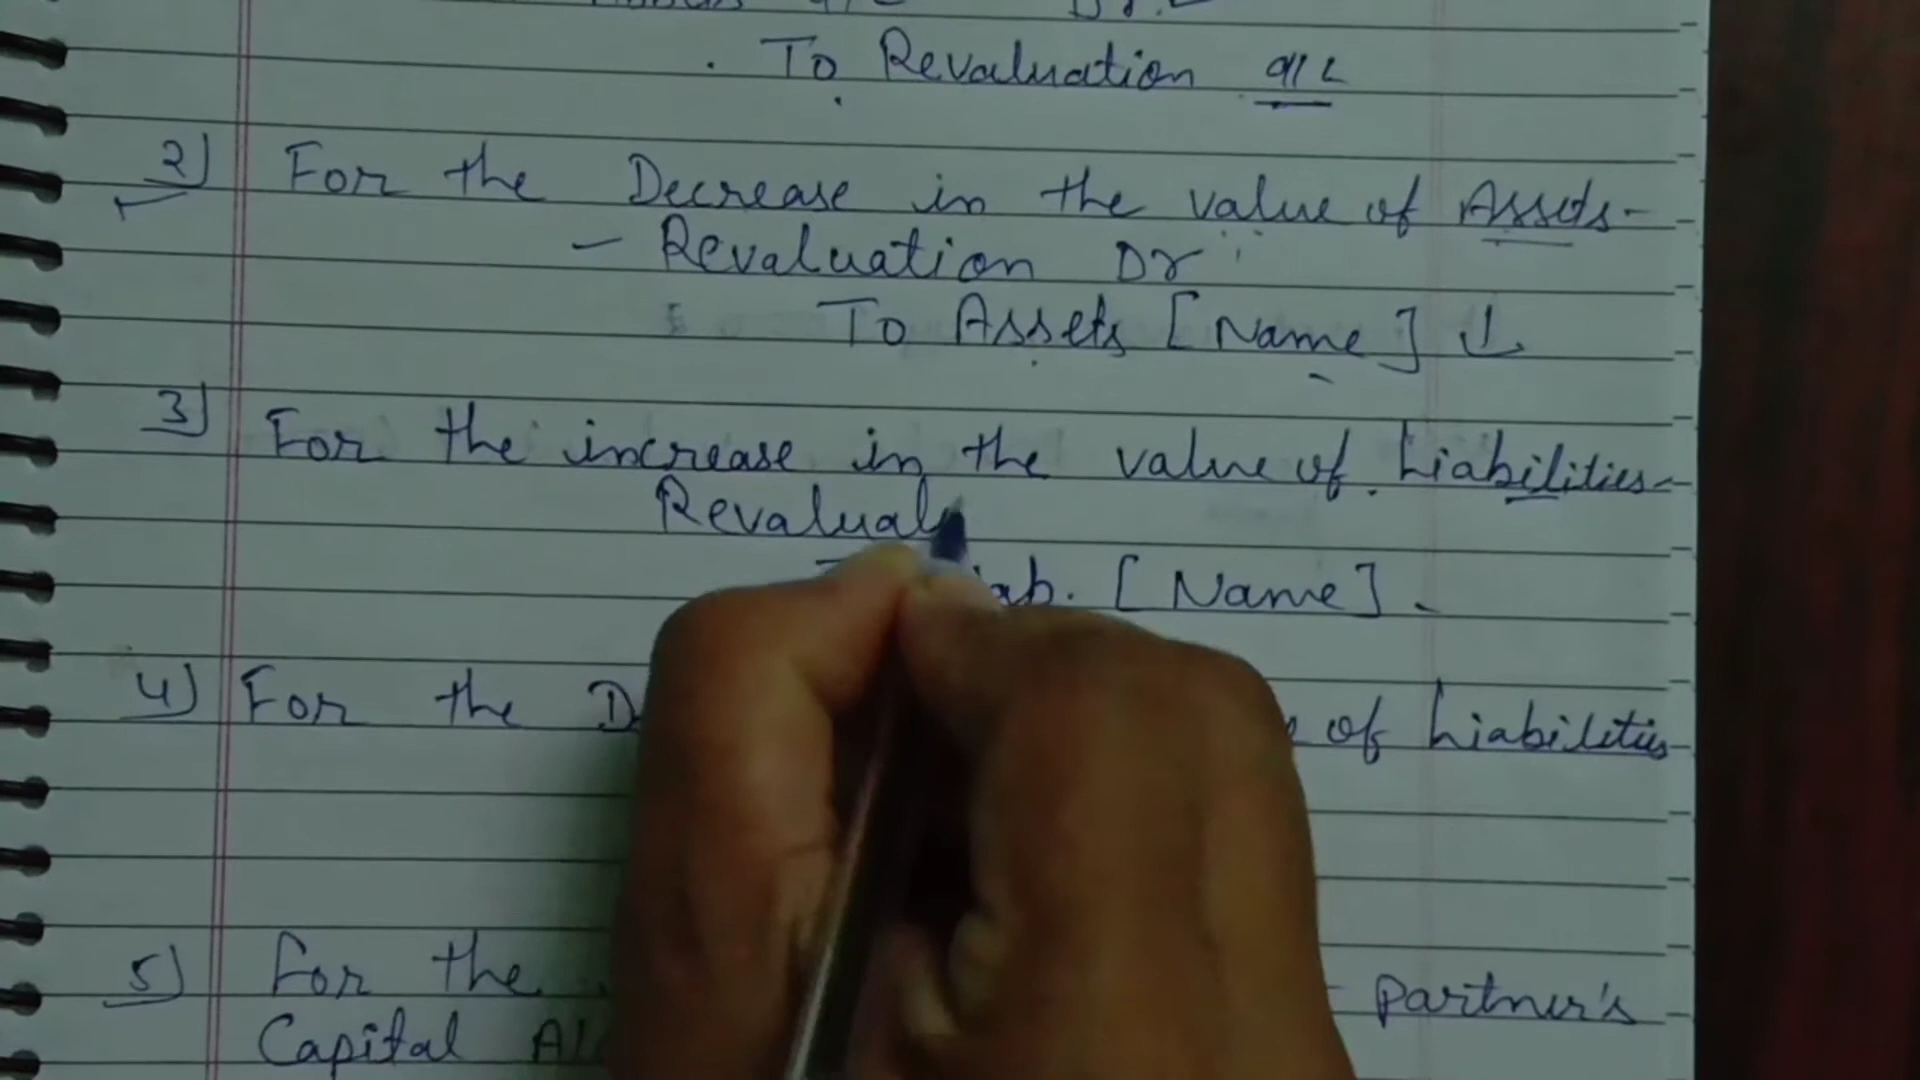 To Revaluation a/c
2) For the Decrease in the value of Assets-
- Revaluation Dr
To Assets [Name] ↓
3) For the increase in the value of Liabilities-
Revaluat
[Name].
4) For the of Liabilities
5) For the Partner's
Capital